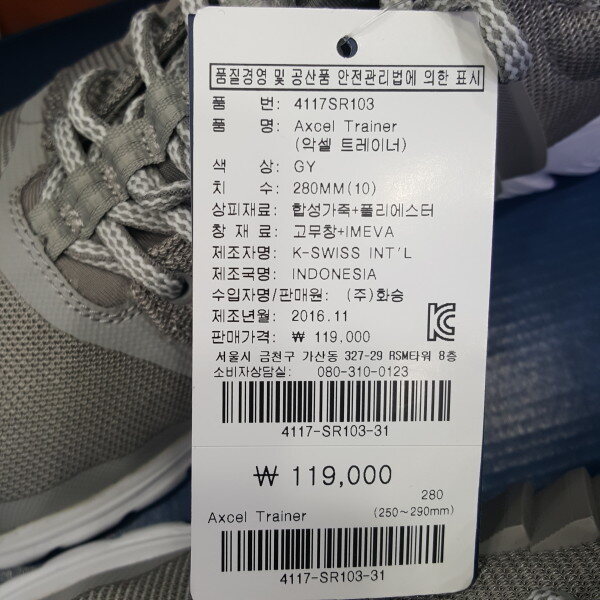 품질경영 및 공산품 안전관리법에 의한 표시
품 번: 4117SR103
품 명: Axcel Trainer
(악셀 트레이너)
색 상: GY
치 수: 280MM(10)
상피재료: 합성가죽+폴리에스터
창 재 료: 고무창+IMEVA
제조자명: K-SWISS INT'L
제조국명: INDONESIA
수입자명/판매원: (주)화승
제조년월: 2016.11
판매가격: ₩ 119,000
서울시 금천구 가산동 327-29 RSM타워 8층
소비자상담실: 080-310-0123
4117-SR103-31
₩ 119,000
280
Axcel Trainer (250~290mm)
4117-SR103-31